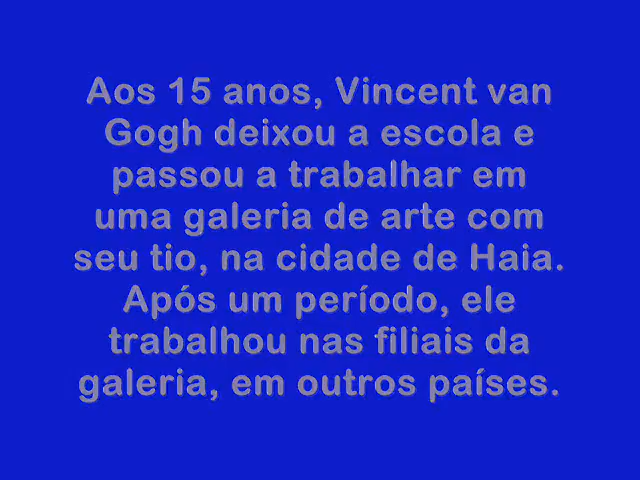 Aos 15 anos, Vincent van
Gogh deixou a escola e
passou a trabalhar em
uma galeria de arte com
seu tio, na cidade de Haia.
Após um período, ele
trabalhou nas filiais da
galeria, em outros países.